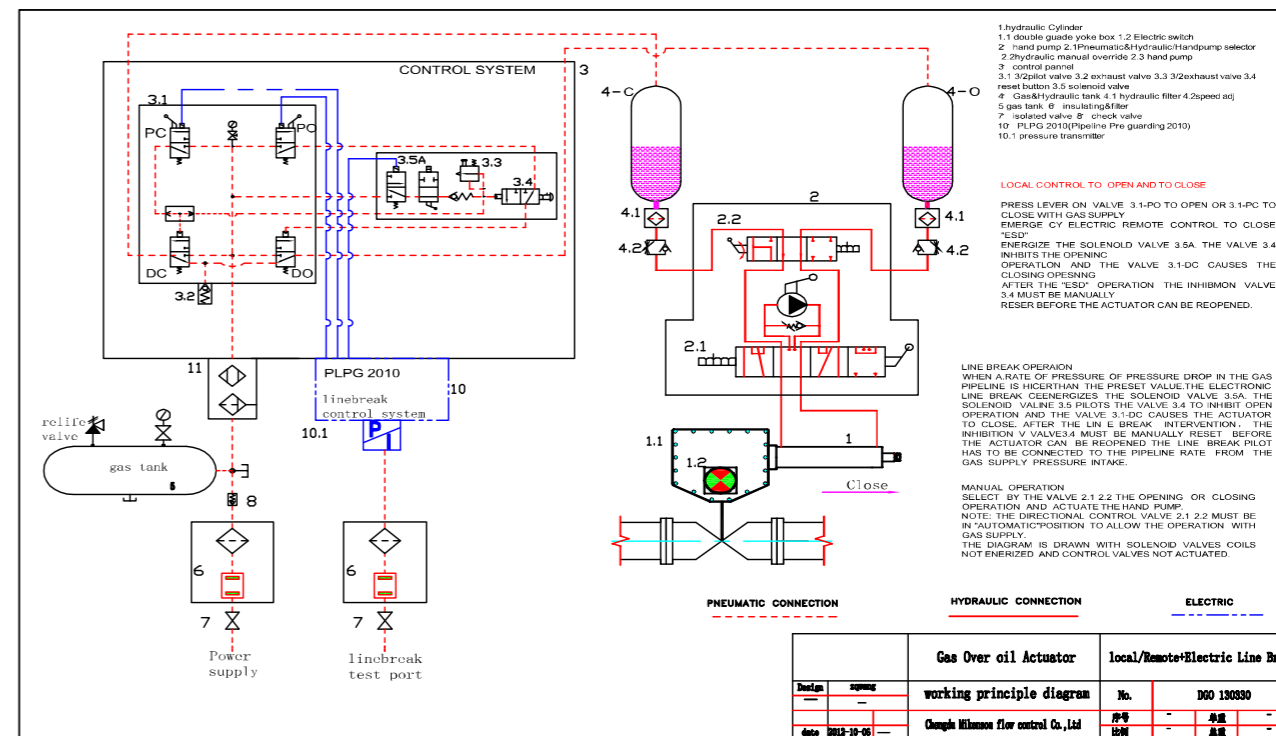 1.hydraulic Cylinder
1.1 double guade yoke box 1.2 Electric switch
2 hand pump 2.1Pneumatic&Hydraulic/Handpump selector
2.2hydraulic manual override 2.3 hand pump
3 control pannel
3.1 3/2pilot valve 3.2 exhaust valve 3.3 3/2exhaust valve 3.4
reset button 3.5 solenoid valve
4 Gas&Hydraulic tank 4.1 hydraulic filter 4.2speed adj
5 gas tank 6 insulating&filter
7 isolated valve 8 check valve
10 PLPG 2010(Pipeline Pre guarding 2010)
10.1 pressure transmitter
LOCAL CONTROL TO OPEN AND TO CLOSE
PRESS LEVER ON VALVE 3.1-PO TO OPEN OR 3.1-PC TO
CLOSE WITH GAS SUPPLY
EMERGE CY ELECTRIC REMOTE CONTROL TO CLOSE
"ESD"
ENERGIZE THE SOLENOLD VALVE 3.5A. THE VALVE 3.4
INHBITS THE OPENINC
OPERATLON AND THE VALVE 3.1-DC CAUSES THE
CLOSING OPESNNG
AFTER THE "ESD" OPERATION THE INHIBMON VALVE
3.4 MUST BE MANUALLY
RESER BEFORE THE ACTUATOR CAN BE REOPENED.
LINE BREAK OPERAION
WHEN A.RATE OF PRESSURE OF PRESSURE DROP IN THE GAS
PIPELINE IS HICERTHAN THE PRESET VALUE.THE ELECTRONIC
LINE BREAK CEENERGIZES THE SOLENOID VALVE 3.5A. THE
SOLENOID VALINE 3.5 PILOTS THE VALVE 3.4 TO INHIBIT OPEN
OPERATION AND THE VALVE 3.1-DC CAUSES THE ACTUATOR
TO CLOSE. AFTER THE LIN E BREAK INTERVENTION, THE
INHIBITION V VALVE3.4 MUST BE MANUALLY RESET BEFORE
THE ACTUATOR CAN BE REOPENED THE LINE BREAK PILOT
HAS TO BE CONNECTED TO THE PIPELINE RATE FROM THE
GAS SUPPLY PRESSURE INTAKE.
MANUAL OPERATION
SELECT BY THE VALVE 2.1 2.2 THE OPENING OR CLOSING
OPERATION AND ACTUATE THE HAND PUMP.
NOTE: THE DIRECTIONAL CONTROL VALVE 2.1 2.2 MUST BE
IN "AUTOMATIC"POSITION TO ALLOW THE OPERATION WITH
GAS SUPPLY.
THE DIAGRAM IS DRAWN WITH SOLENOID VALVES COILS
NOT ENERIZED AND CONTROL VALVES NOT ACTUATED.
CONTROL SYSTEM
3
3.1
PC
PO
3.5A
3.3
3.4
DC
DO
3.2
4-C
4-O
4.1
4.1
4.2
4.2
2
2.2
2.1
11
PLPG 2010
10
linebreak
control system
10.1
P
I
relife
valve
gas tank
5
8
6
6
7
7
Power
supply
linebreak
test port
1.1
1.2
1
Close
PNEUMATIC CONNECTION
HYDRAULIC CONNECTION
ELECTRIC
Gas Over oil Actuator
local/Remote+Electric Line Br
Design
working principle diagram
No.
DGO 130330
Chengdu Mikenson flow control Co.,Ltd
序号
单重
date
2012-10-06
比例
单重